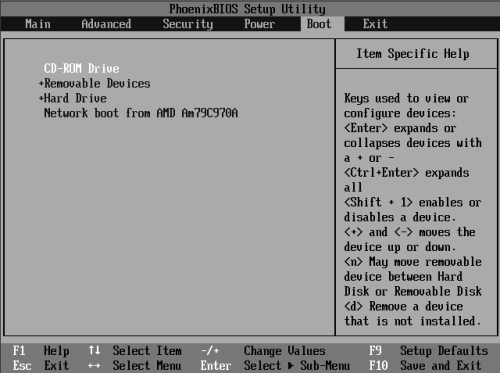 PhoenixBIOS Setup Utility
Main Advanced Security Power Boot Exit
CD-ROM Drive
+Removable Devices
+Hard Drive
Network boot from AMD Am79C970A
Item Specific Help
Keys used to view or
configure devices:
<Enter> expands or
collapses devices with
a + or -
<Ctrl+Enter> expands
all
<Shift + 1> enables or
disables a device.
<+> and <-> moves the
device up or down.
<n> May move removable
device between Hard
Disk or Removable Disk
<d> Remove a device
that is not installed.
F1 Help ↑↓ Select Item -/+ Change Values F9 Setup Defaults
Esc Exit ↔ Select Menu Enter Select ▶ Sub-Menu F10 Save and Exit